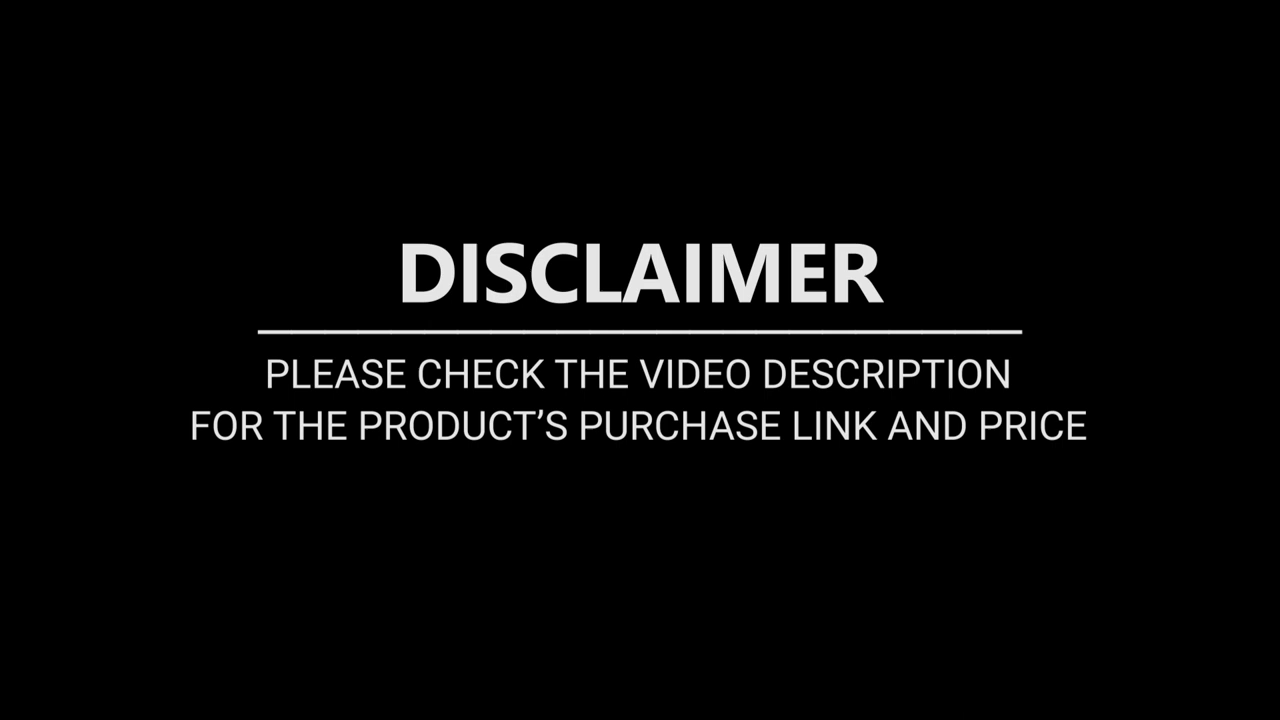 DISCLAIMER
PLEASE CHECK THE VIDEO DESCRIPTION
FOR THE PRODUCT’S PURCHASE LINK AND PRICE